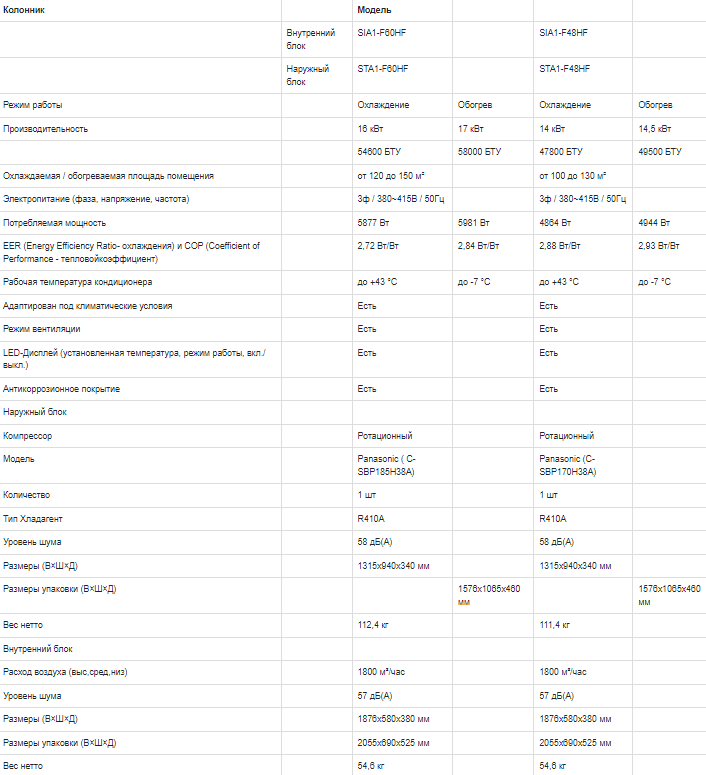 Колонник Модель
Внутренний блок SIA1-F60HF SIA1-F48HF
Наружный блок STA1-F60HF STA1-F48HF
Режим работы Охлаждение Обогрев Охлаждение Обогрев
Производительность 16 кВт 17 кВт 14 кВт 14,5 кВт
54600 БТУ 58000 БТУ 47800 БТУ 49500 БТУ
Охлаждаемая / обогреваемая площадь помещения от 120 до 150 м² от 100 до 130 м²
Электропитание (фаза, напряжение, частота) 3ф / 380~415В / 50Гц 3ф / 380~415В / 50Гц
Потребляемая мощность 5877 Вт 5981 Вт 4864 Вт 4944 Вт
EER (Energy Efficiency Ratio- охлаждения) и COP (Coefficient of 2,72 Вт/Вт 2,84 Вт/Вт 2,88 Вт/Вт 2,93 Вт/Вт
Performance - тепловойкоэффициент)
Рабочая температура кондиционера до +43 °C до -7 °C до +43 °C до -7 °C
Адаптирован под климатические условия Есть Есть
Режим вентиляции Есть Есть
LED-Дисплей (установленная температура, режим работы, вкл./ Есть Есть
выкл.)
Антикоррозионное покрытие Есть Есть
Наружный блок
Компрессор Ротационный Ротационный
Модель Panasonic ( C- Panasonic (C-
SBP185H38A) SBP170H38A)
Количество 1 шт 1 шт
Тип Хладагент R410A R410A
Уровень шума 58 дБ(А) 58 дБ(А)
Размеры (В×Ш×Д) 1315х940х340 мм 1315х940х340 мм
Размеры упаковки (В×Ш×Д) 1576х1065х460 1576х1065х460
мм мм
Вес нетто 112,4 кг 111,4 кг
Внутренний блок
Расход воздуха (выс,сред,низ) 1800 м³/час 1800 м³/час
Уровень шума 57 дБ(А) 57 дБ(А)
Размеры (В×Ш×Д) 1876х580х380 мм 1876х580х380 мм
Размеры упаковки (В×Ш×Д) 2055х690х525 мм 2055х690х525 мм
Вес нетто 54,6 кг 54,6 кг